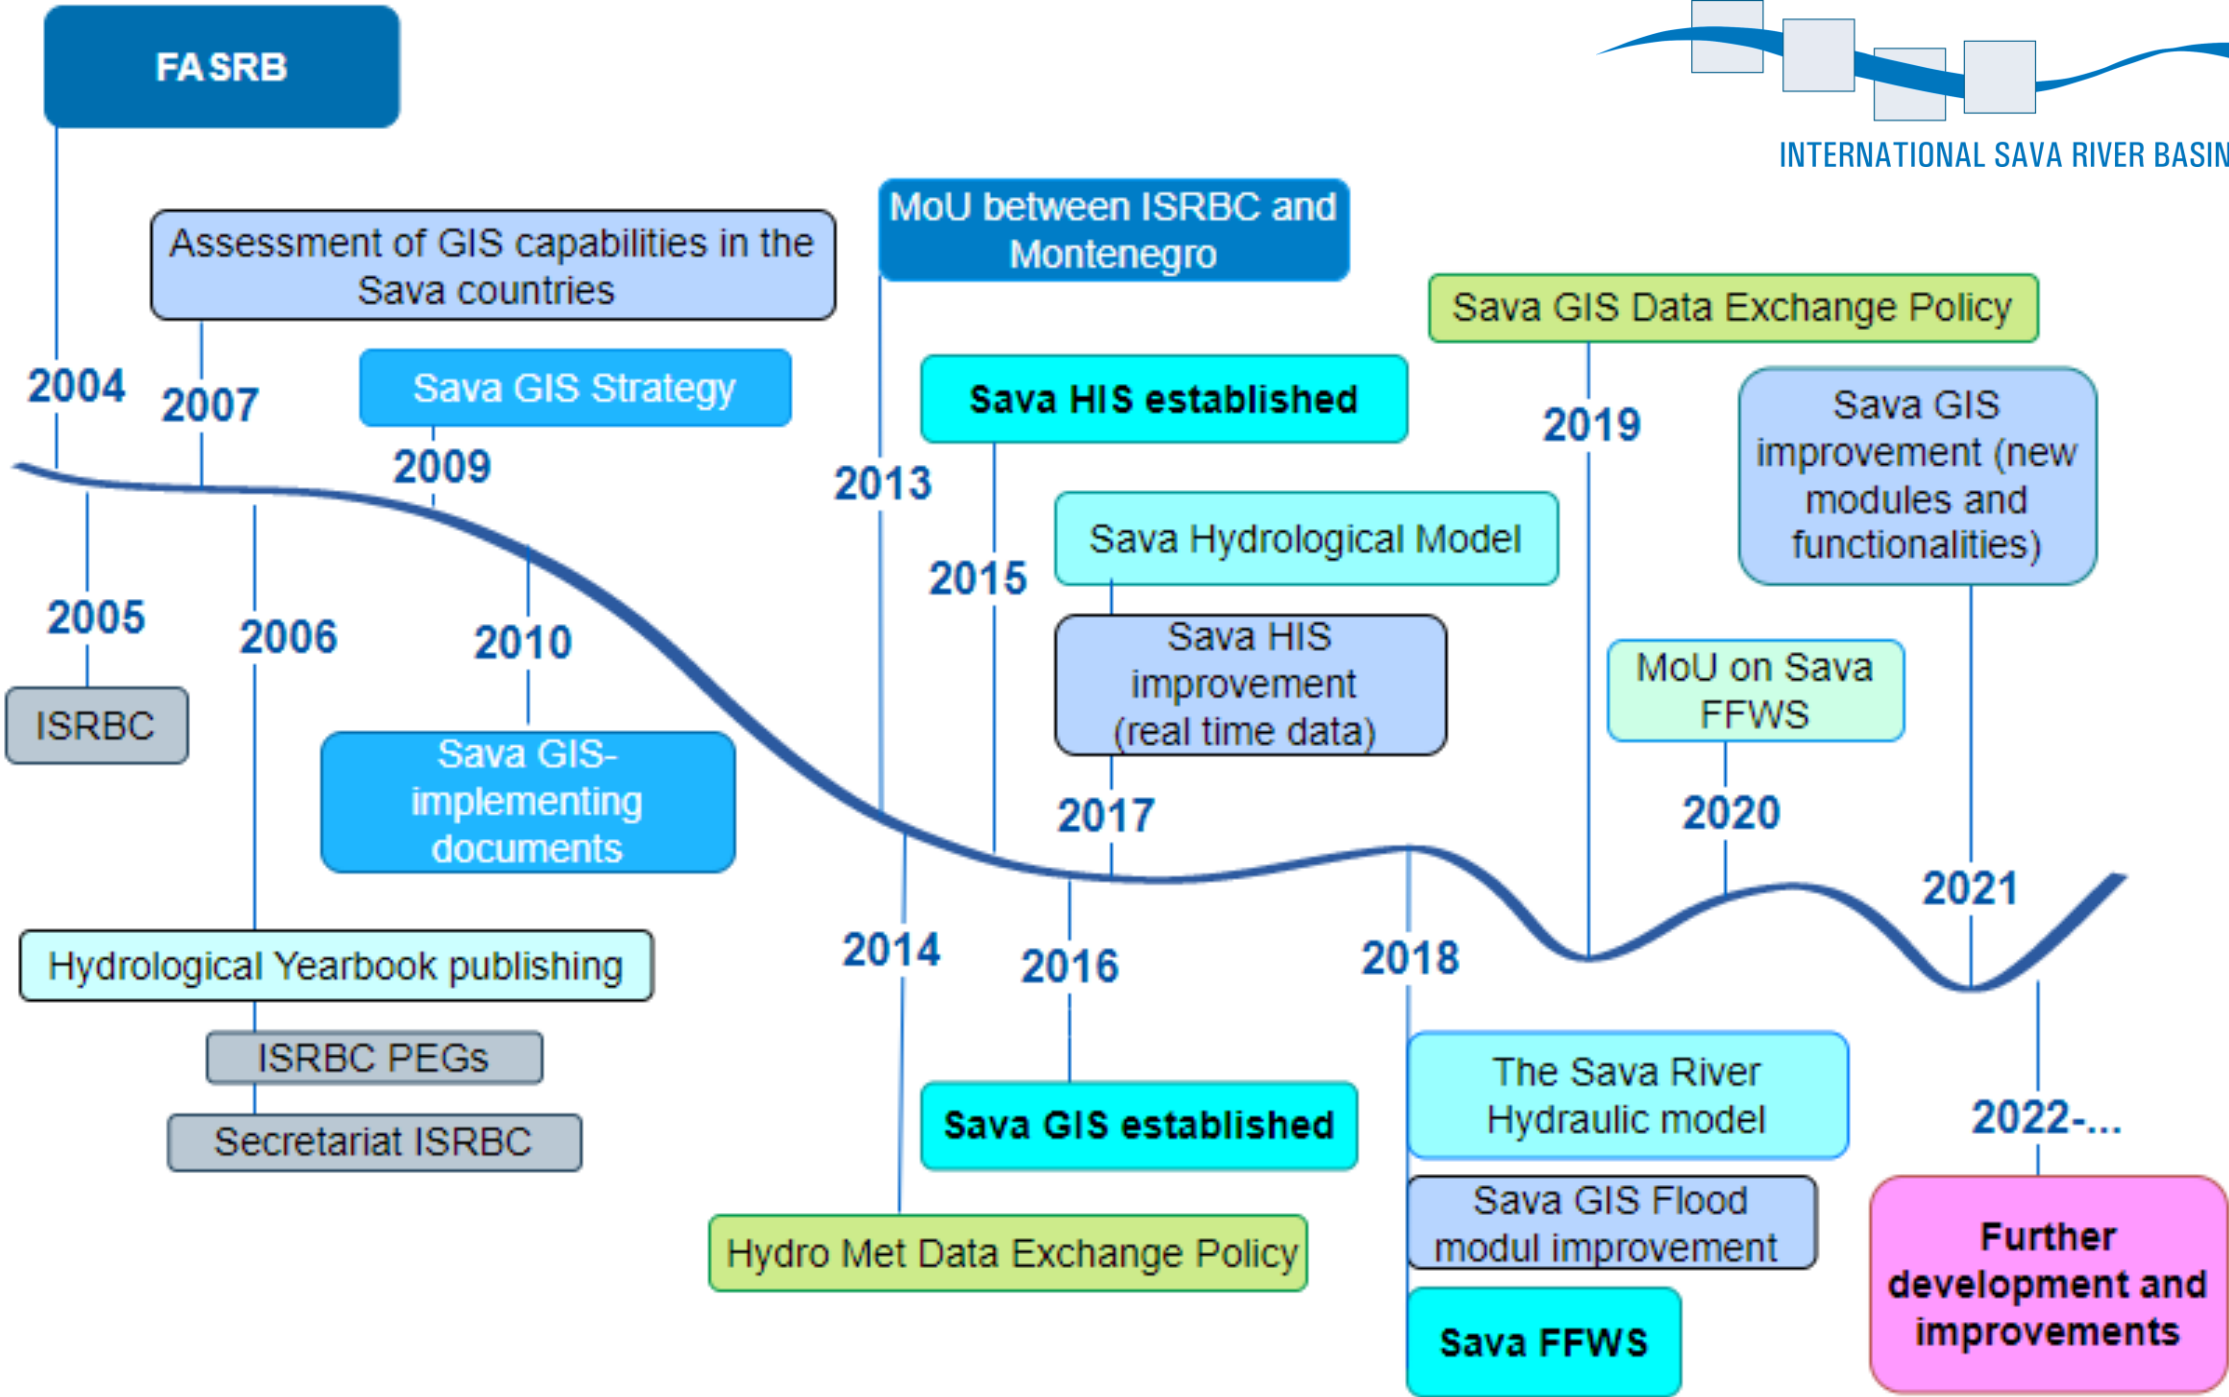 FASRB
INTERNATIONAL SAVA RIVER BASIN
MoU between ISRBC and
Montenegro
Assessment of GIS capabilities in the
Sava countries
Sava GIS Data Exchange Policy
2004
2007
Sava GIS Strategy
2009
Sava HIS established
2013
2015
2019
Sava GIS
improvement (new
modules and
functionalities)
Sava Hydrological Model
Sava HIS
improvement
(real time data)
2017
2005
2006
2010
ISRBC
Sava GIS-
implementing
documents
MoU on Sava
FFWS
2020
2021
Hydrological Yearbook publishing
ISRBC PEGs
Secretariat ISRBC
2014
2016
2018
Sava GIS established
Hydro Met Data Exchange Policy
The Sava River
Hydraulic model
Sava GIS Flood
modul improvement
Sava FFWS
2022-...
Further
development and
improvements